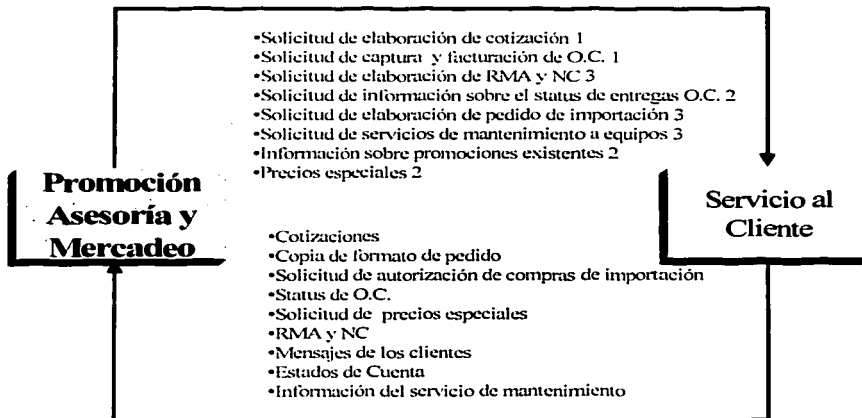 •Solicitud de elaboración de cotización 1
•Solicitud de captura y facturación de O.C. 1
•Solicitud de elaboración de RMA y NC 3
•Solicitud de información sobre el status de entregas O.C. 2
•Solicitud de elaboración de pedido de importación 3
•Solicitud de servicios de mantenimiento a equipos 3
•Información sobre promociones existentes 2
•Precios especiales 2
Promoción
Asesoría y
Mercadeo
Servicio al
Cliente
•Cotizaciones
•Copia de formato de pedido
•Solicitud de autorización de compras de importación
•Status de O.C.
•Solicitud de precios especiales
•RMA y NC
•Mensajes de los clientes
•Estados de Cuenta
•Información del servicio de mantenimiento